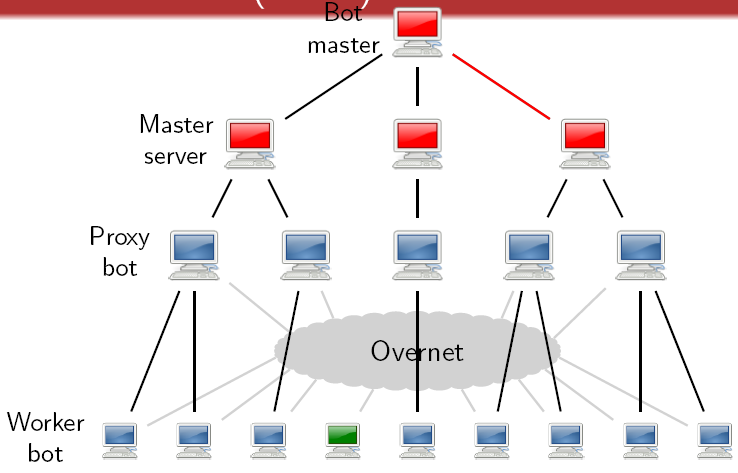 Bot
master
Master
server
Proxy
bot
Overnet
Worker
bot